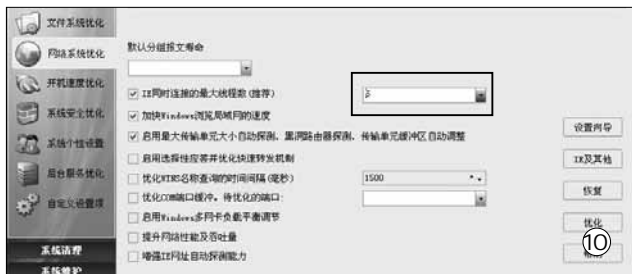 文件系统优化
网络系统优化
开机速度优化
系统安全优化
系统个性设置
后台服务优化
自定义设置项
系统清理
系统维护
默认分组报文寿命
IE同时连接的最大线程数(推荐)
加快Windows浏览局域网的速度
启用最大传输单元大小自动探测、黑洞路由器探测、传输单元缓冲区自动调整
启用选择性应答并优化快速转发机制
优化WINS名称查询的时间间隔(毫秒) 1500
优化COM端口缓冲，待优化的端口:
启用Windows多网卡负载平衡调节
提升网络性能及吞吐量
增强IE网址自动探测能力
设置向导
IE及其他
恢复
优化
10